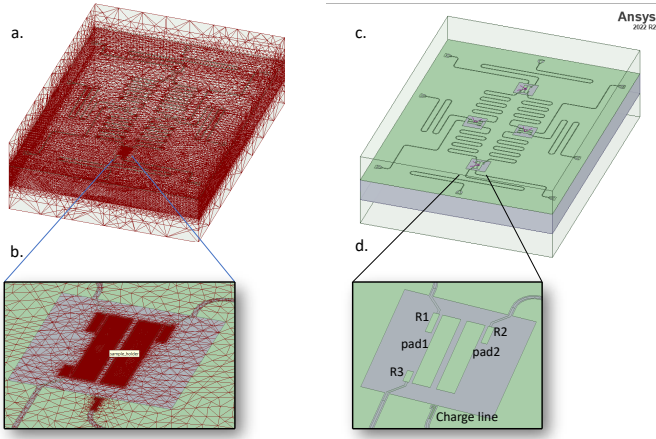 a.
c.
Ansys
2022 R2
b.
sample_holder
d.
R1
R2
pad1
pad2
R3
Charge line